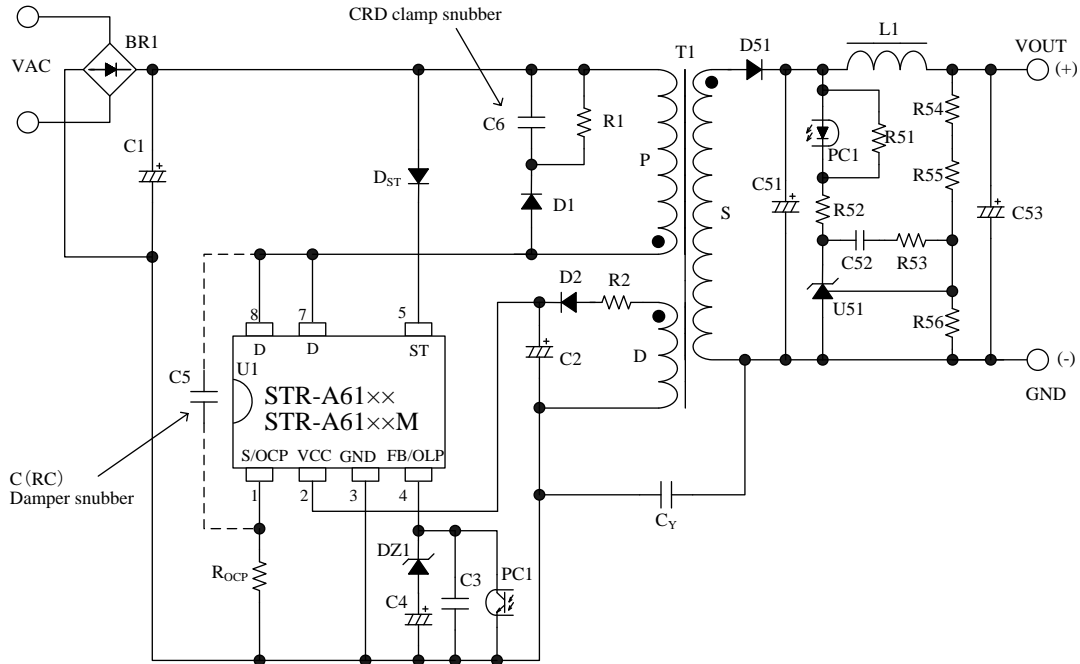 CRD clamp snubber
BR1
VAC
C1
C6
R1
P
T1
D51
L1
VOUT
(+)
R54
R51
PC1
R55
DST
D1
S
C51
R52
C53
C52
R53
U51
R56
D2
R2
C2
D
(-)
GND
8
7
5
D
D
ST
U1
C5
STR-A61××
STR-A61××M
S/OCP
VCC
GND
FB/OLP
C(RC)
Damper snubber
1
2
3
4
CY
ROCP
DZ1
C4
C3
PC1